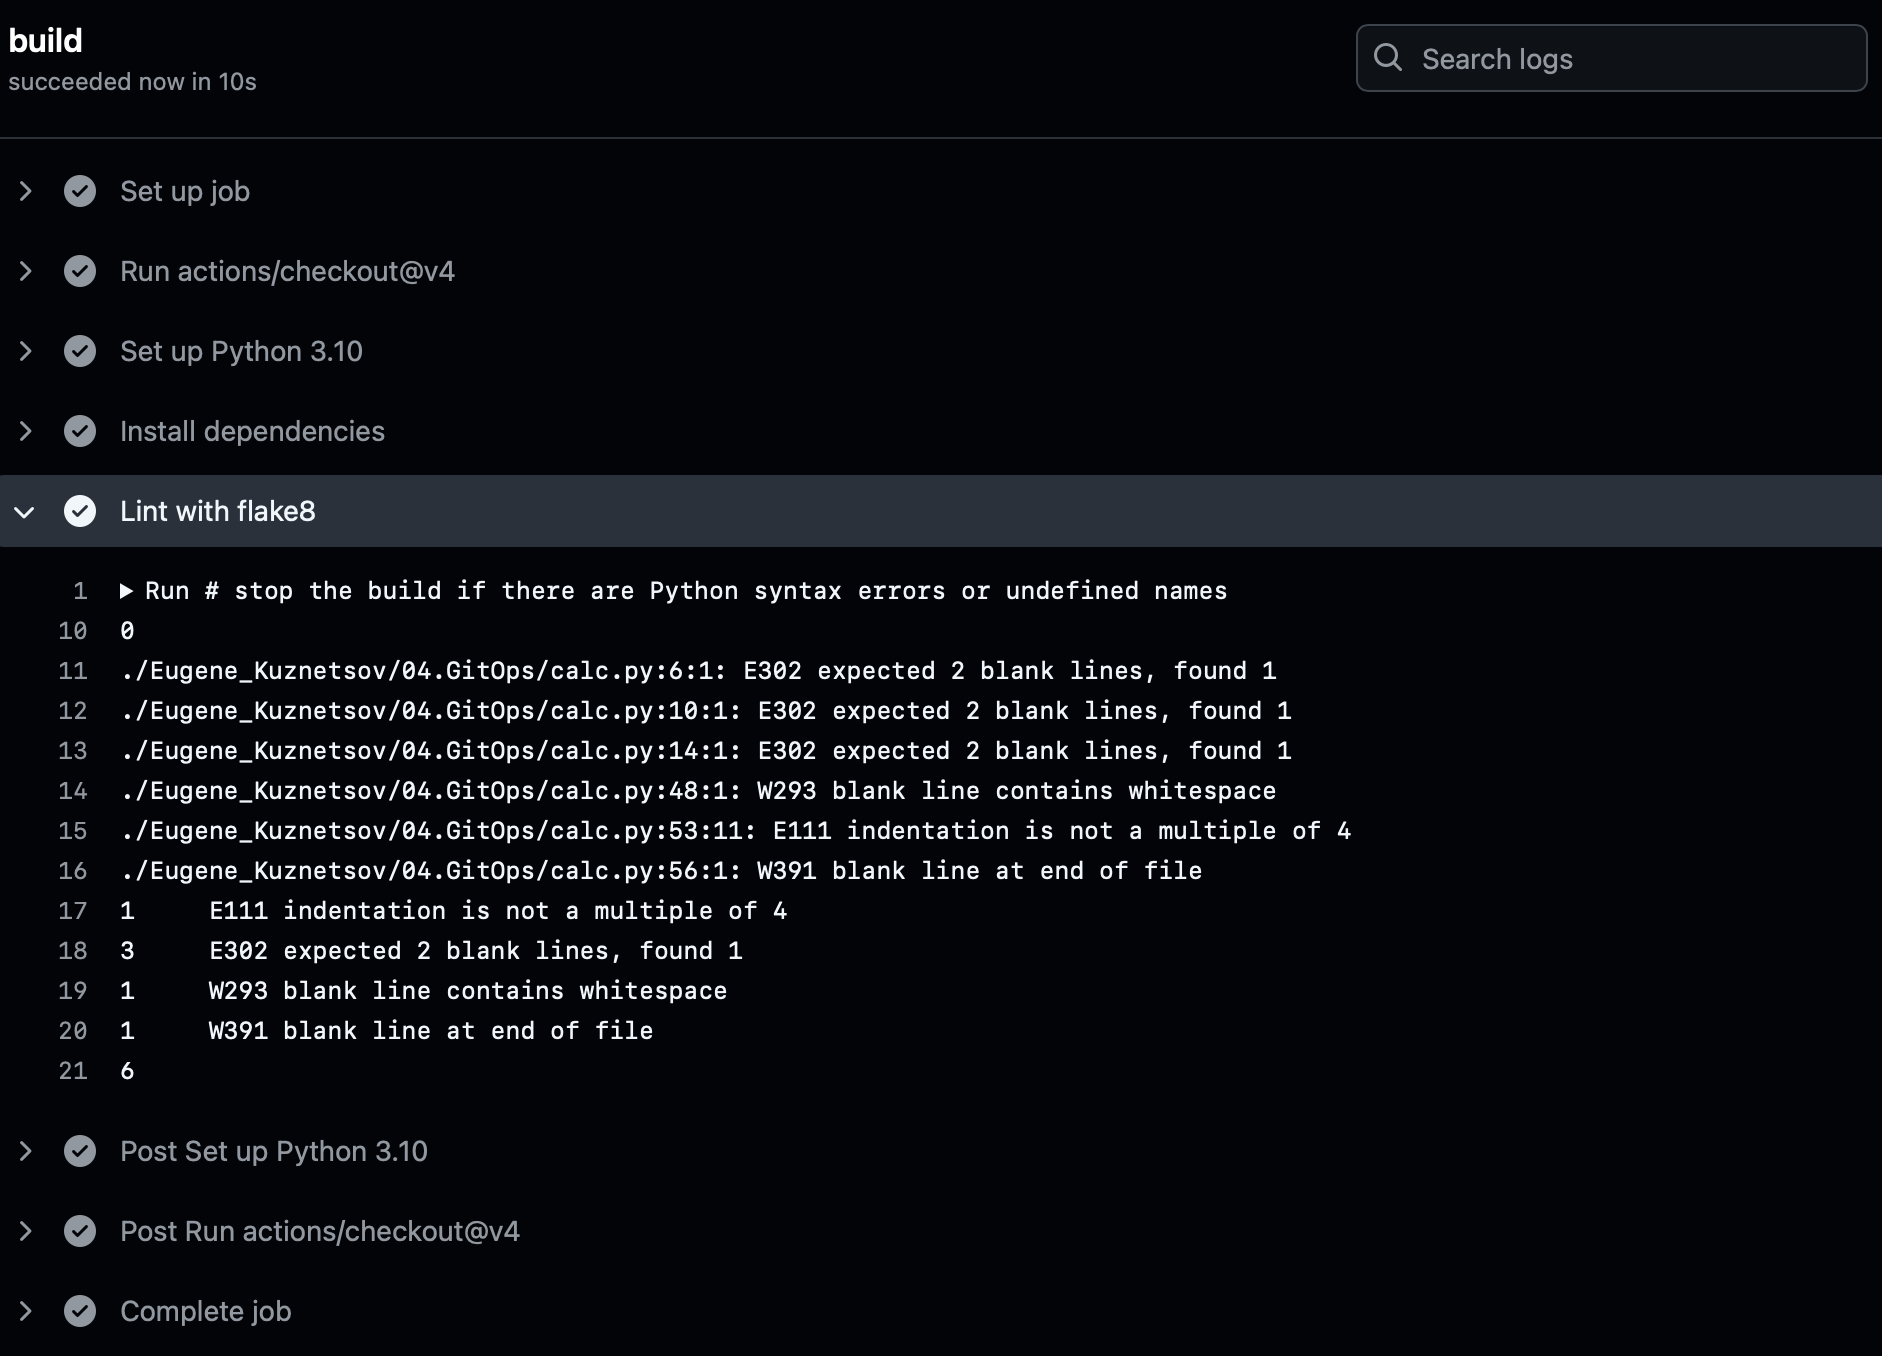 build
succeeded now in 10s
Search logs
Set up job
Run actions/checkout@v4
Set up Python 3.10
Install dependencies
Lint with flake8
1 Run # stop the build if there are Python syntax errors or undefined names
10 0
11 ./Eugene_Kuznetsov/04.GitOps/calc.py:6:1: E302 expected 2 blank lines, found 1
12 ./Eugene_Kuznetsov/04.GitOps/calc.py:10:1: E302 expected 2 blank lines, found 1
13 ./Eugene_Kuznetsov/04.GitOps/calc.py:14:1: E302 expected 2 blank lines, found 1
14 ./Eugene_Kuznetsov/04.GitOps/calc.py:48:1: W293 blank line contains whitespace
15 ./Eugene_Kuznetsov/04.GitOps/calc.py:53:11: E111 indentation is not a multiple of 4
16 ./Eugene_Kuznetsov/04.GitOps/calc.py:56:1: W391 blank line at end of file
17 1     E111 indentation is not a multiple of 4
18 3     E302 expected 2 blank lines, found 1
19 1     W293 blank line contains whitespace
20 1     W391 blank line at end of file
21 6
Post Set up Python 3.10
Post Run actions/checkout@v4
Complete job